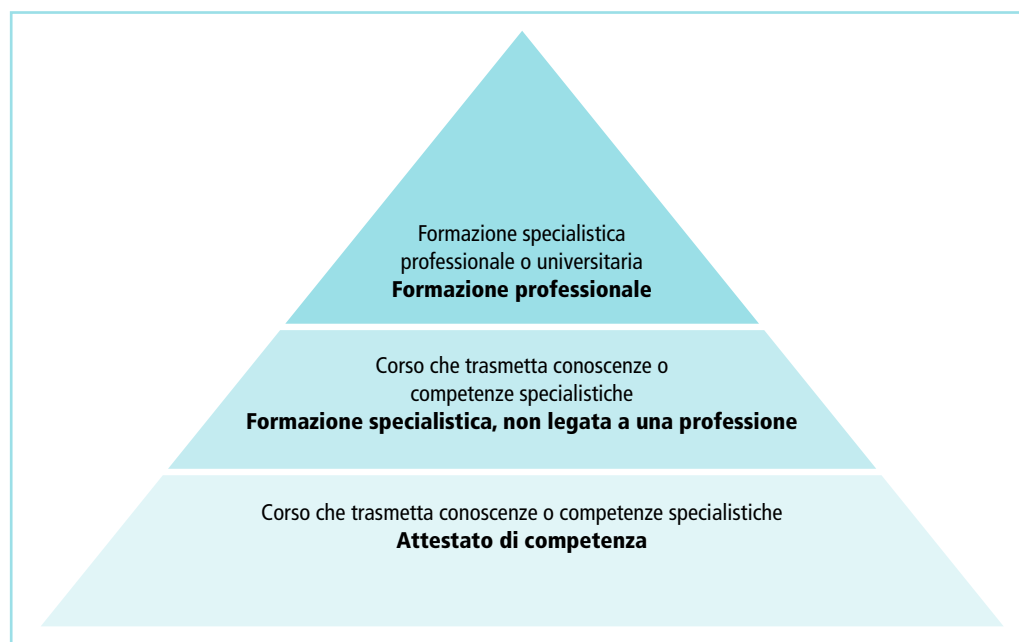 Formazione specialistica
professionale o universitaria
Formazione professionale
Corso che trasmetta conoscenze o
competenze specialistiche
Formazione specialistica, non legata a una professione
Corso che trasmetta conoscenze o competenze specialistiche
Attestato di competenza